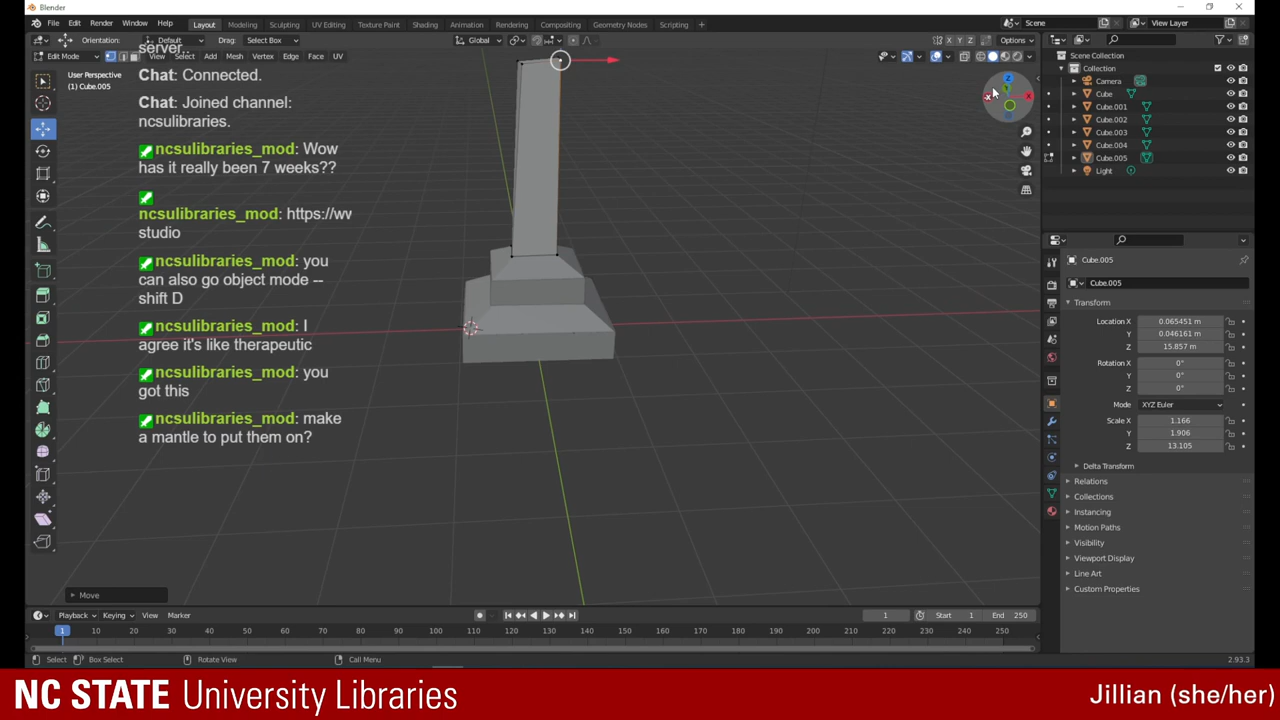 Blender
File Edit Render Window Help
Layout Modeling Sculpting UV Editing Texture Paint Shading Animation Rendering Compositing Geometry Nodes Scripting +
Scene
View Layer
Orientation: Default Drag: Select Box
Global
X Y Z Options
Edit Mode
View Select Add Mesh Vertex Edge Face UV
User Perspective
(1) Cube.005
server..
Chat: Connected.
Chat: Joined channel:
ncsulibraries.
ncsulibraries_mod: Wow
has it really been 7 weeks??
ncsulibraries_mod: https://ww
studio
ncsulibraries_mod: you
can also go object mode --
shift D
ncsulibraries_mod: I
agree it's like therapeutic
ncsulibraries_mod: you
got this
ncsulibraries_mod: make
a mantle to put them on?
Scene Collection
Collection
Camera
Cube
Cube.001
Cube.002
Cube.003
Cube.004
Cube.005
Light
Cube.005
Cube.005
Transform
Location X 0.065451 m
Y 0.046161 m
Z 15.857 m
Rotation X 0°
Y 0°
Z 0°
Mode XYZ Euler
Scale X 1.166
Y 1.906
Z 13.105
Delta Transform
Relations
Collections
Instancing
Motion Paths
Visibility
Viewport Display
Line Art
Custom Properties
Move
Playback Keying View Marker
1 Start 1 End 250
1 10 20 30 40 50 60 70 80 90 100 110 120 130 140 150 160 170 180 190 200 210 220 230 240 250
Select Box Select Rotate View Call Menu 2.93.3
NC STATE University Libraries
Jillian (she/her)